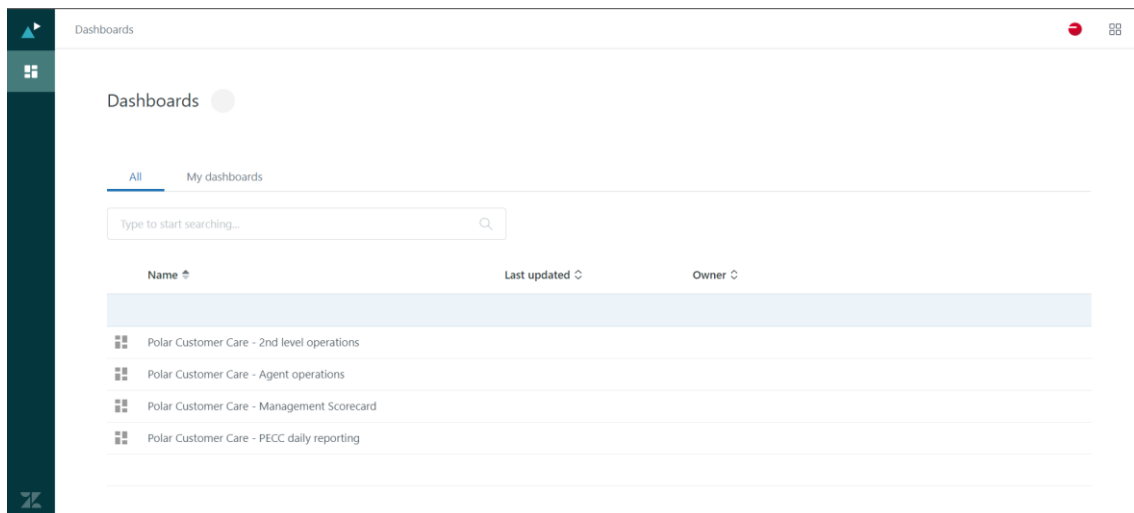 Dashboards
Dashboards
All My dashboards
Type to start searching...
Name Last updated Owner
Polar Customer Care - 2nd level operations
Polar Customer Care - Agent operations
Polar Customer Care - Management Scorecard
Polar Customer Care - PECC daily reporting